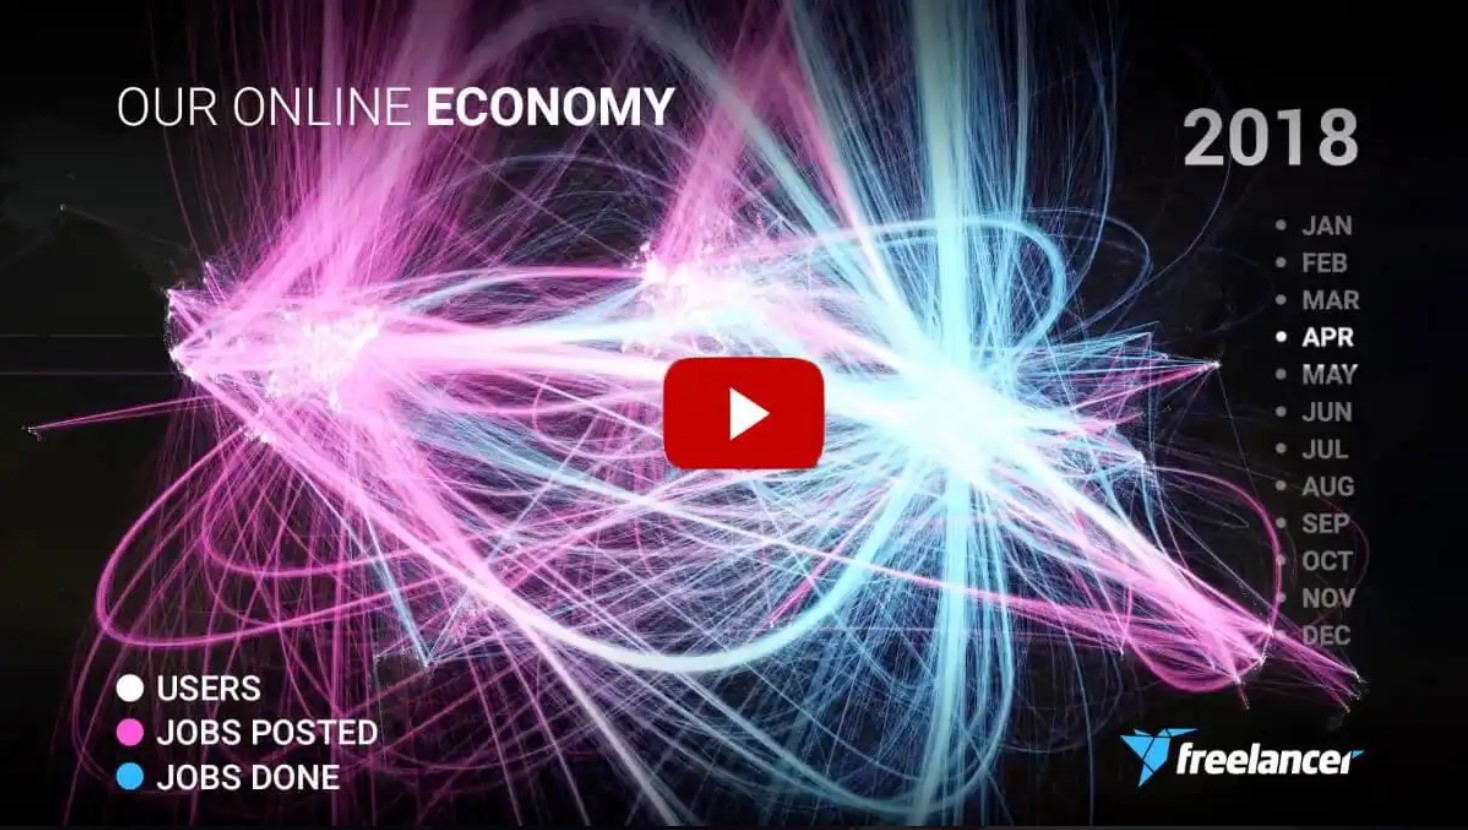 OUR ONLINE ECONOMY
2018
JAN
FEB
MAR
APR
MAY
JUN
JUL
AUG
SEP
OCT
NOV
DEC
USERS
JOBS POSTED
JOBS DONE
freelancer